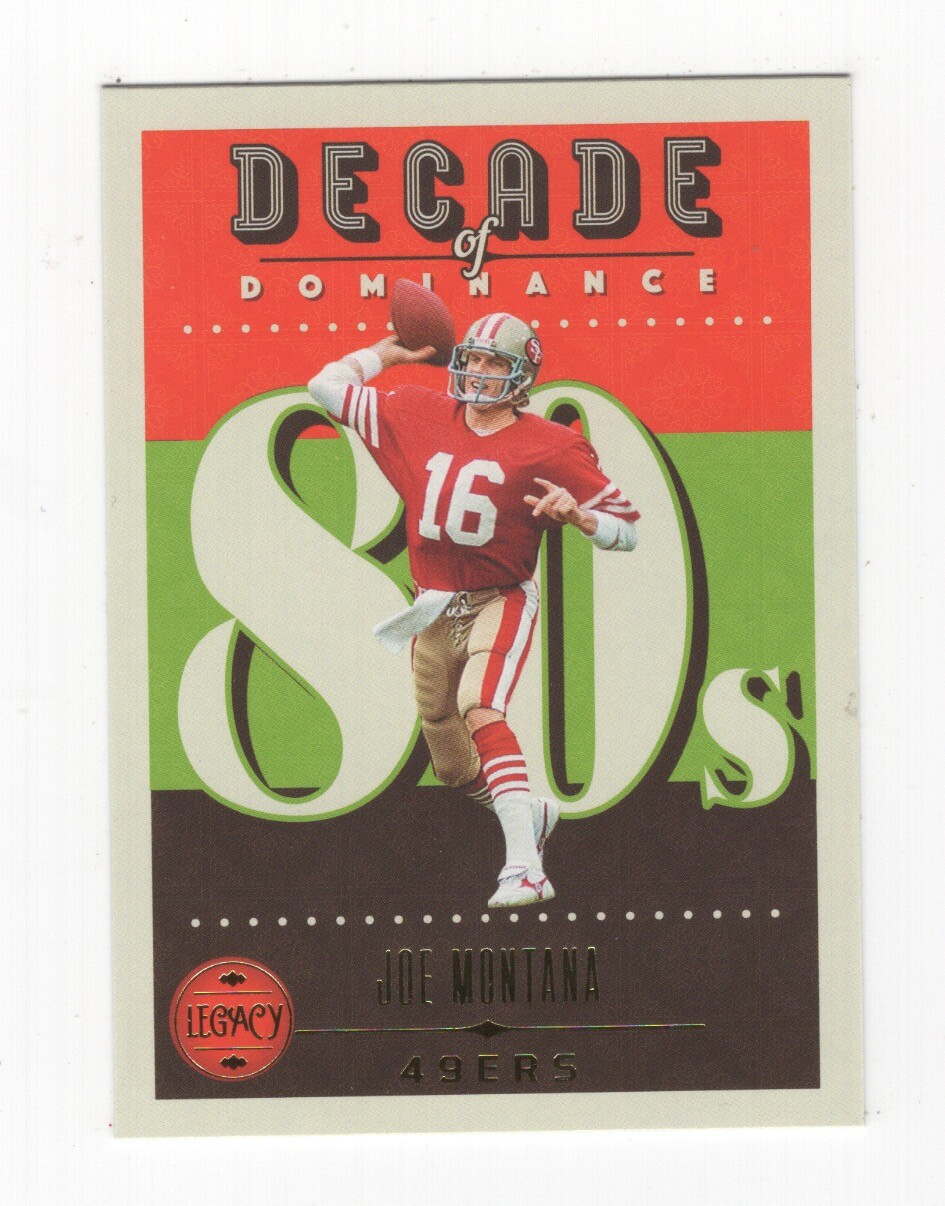 DECADE
of
DOMINANCE
80s
16
JOE MONTANA
LEGACY
49ERS